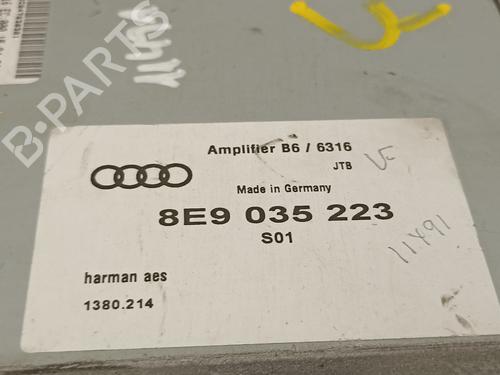 B-PARTS
Amplifier B6 / 6316
JTB
Made in Germany
8E9 035 223
S01
11491
harman aes
1380.214